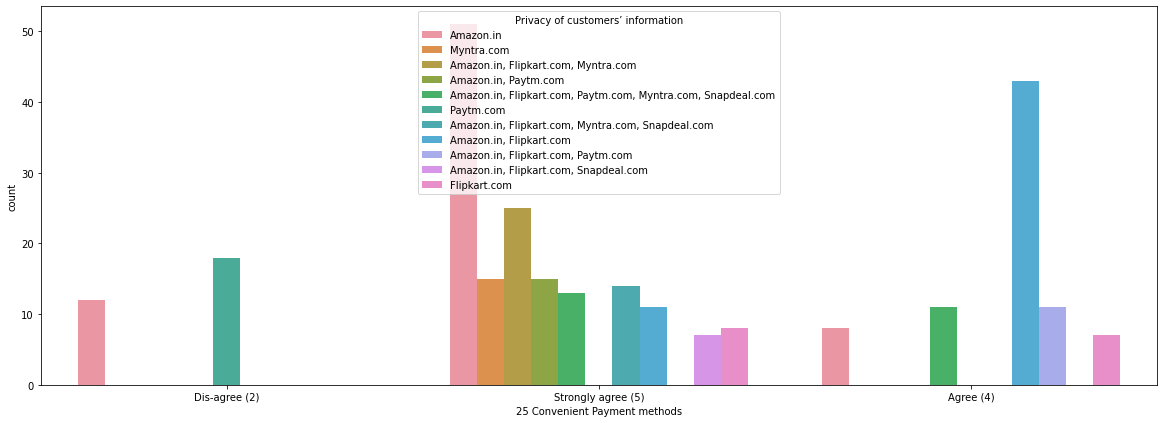 Privacy of customers’ information
Amazon.in
Myntra.com
Amazon.in, Flipkart.com, Myntra.com
Amazon.in, Paytm.com
Amazon.in, Flipkart.com, Paytm.com, Myntra.com, Snapdeal.com
Paytm.com
Amazon.in, Flipkart.com, Myntra.com, Snapdeal.com
Amazon.in, Flipkart.com
Amazon.in, Flipkart.com, Paytm.com
Amazon.in, Flipkart.com, Snapdeal.com
Flipkart.com
50
40
30
20
10
0
count
Dis-agree (2) Strongly agree (5) Agree (4)
25 Convenient Payment methods